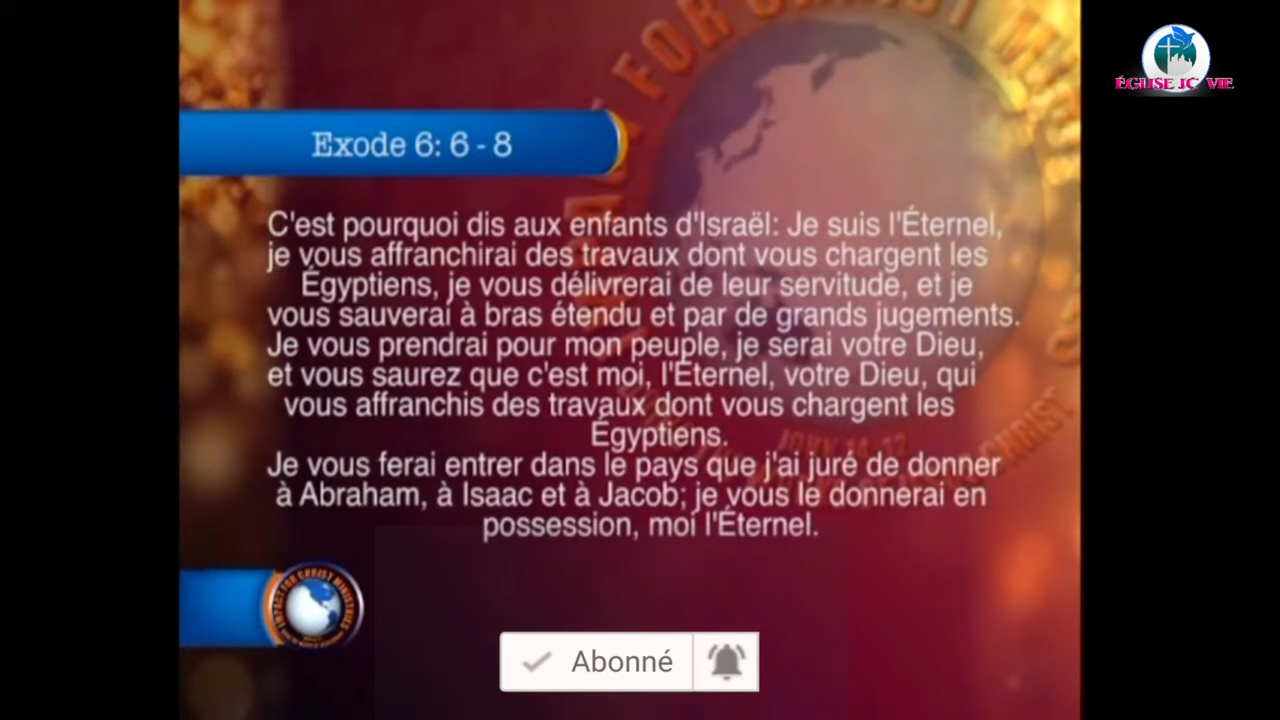 ÉGLISE JC VIE
Exode 6: 6 - 8
C'est pourquoi dis aux enfants d'Israël: Je suis l'Éternel,
je vous affranchirai des travaux dont vous chargent les
Égyptiens, je vous délivrerai de leur servitude, et je
vous sauverai à bras étendu et par de grands jugements.
Je vous prendrai pour mon peuple, je serai votre Dieu,
et vous saurez que c'est moi, l'Éternel, votre Dieu, qui
vous affranchis des travaux dont vous chargent les
Égyptiens.
Je vous ferai entrer dans le pays que j'ai juré de donner
à Abraham, à Isaac et à Jacob; je vous le donnerai en
possession, moi l'Éternel.
IMPACT FOR CHRIST MINISTRIES
Abonné